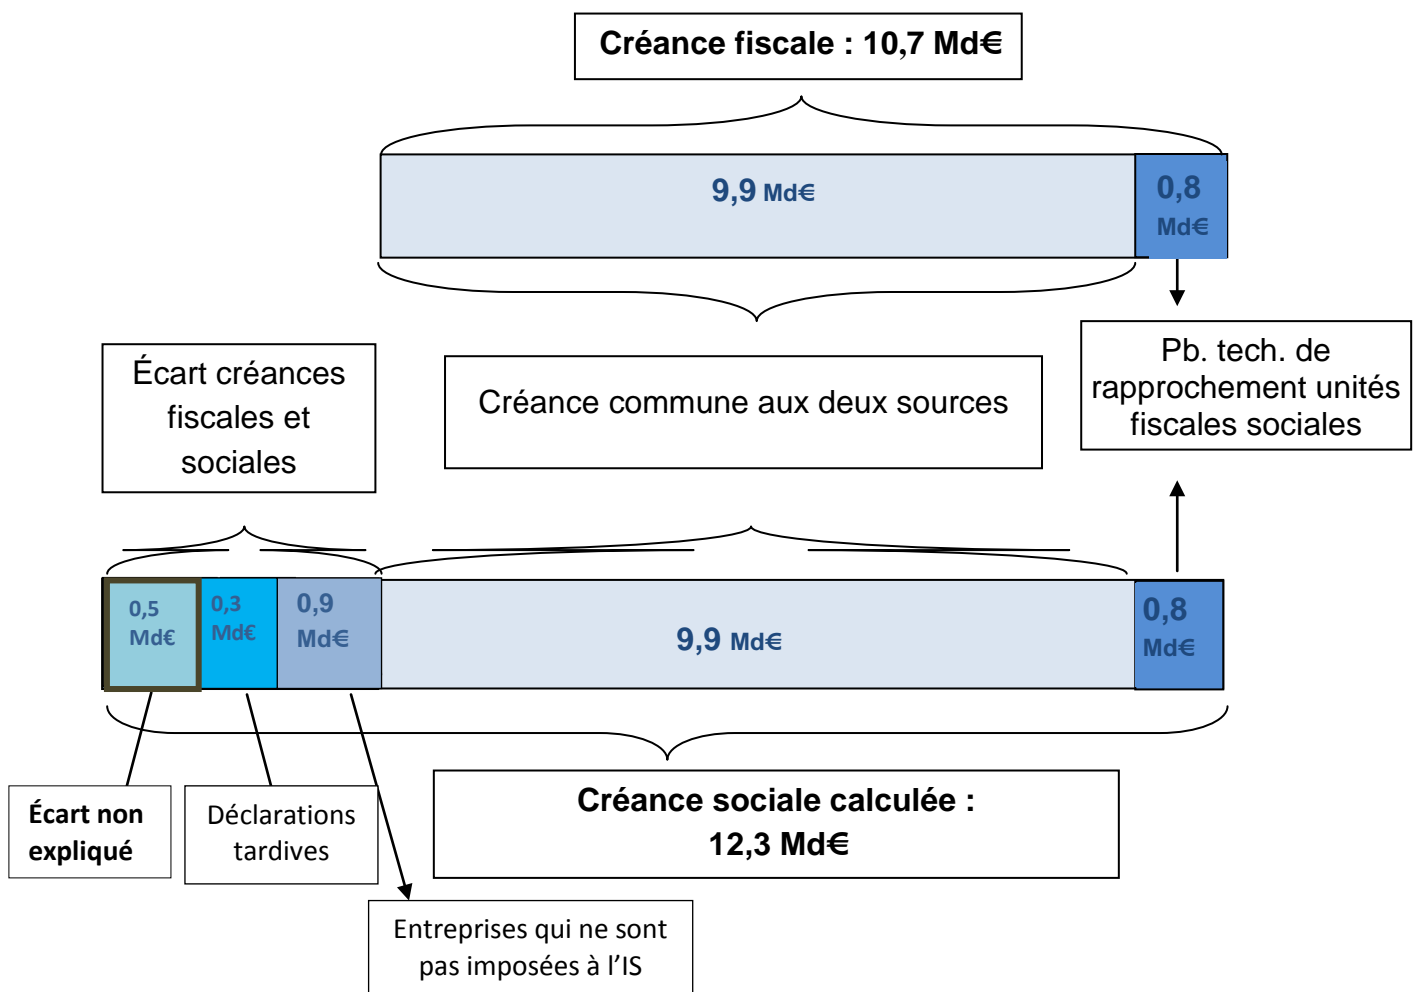 Créance fiscale : 10,7 Md€
9,9 Md€
0,8
Md€
Écart créances
fiscales et
sociales
Créance commune aux deux sources
Pb. tech. de
rapprochement unités
fiscales sociales
0,5
Md€
0,3
Md€
0,9
Md€
9,9 Md€
0,8
Md€
Écart non
expliqué
Déclarations
tardives
Créance sociale calculée :
12,3 Md€
Entreprises qui ne sont
pas imposées à l’IS